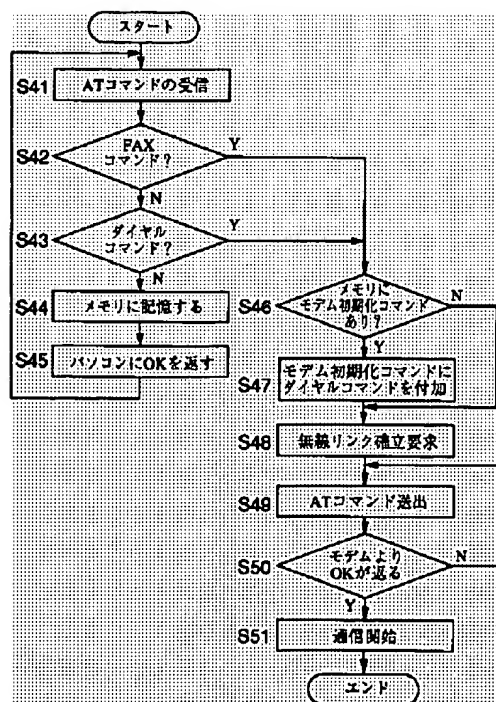 スタート
S41
ATコマンドの受信
S42
FAX
コマンド?
Y
N
S43
ダイヤル
コマンド?
Y
N
S44
メモリに記憶する
S45
パソコンにOKを返す
S46
メモリに
モデム初期化コマンド
あり?
N
Y
S47
モデム初期化コマンドに
ダイヤルコマンドを付加
S48
無線リンク確立要求
S49
ATコマンド送出
S50
モデムより
OKが返る
N
Y
S51
通信開始
エンド